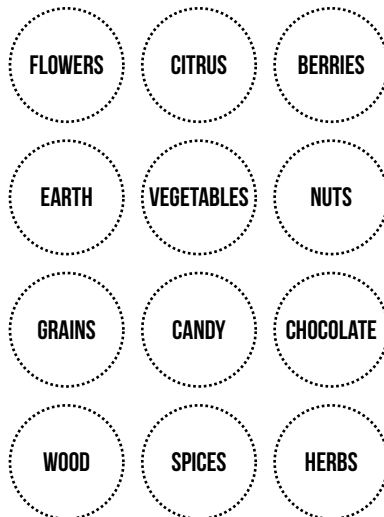 FLOWERS
CITRUS
BERRIES
EARTH
VEGETABLES
NUTS
GRAINS
CANDY
CHOCOLATE
WOOD
SPICES
HERBS